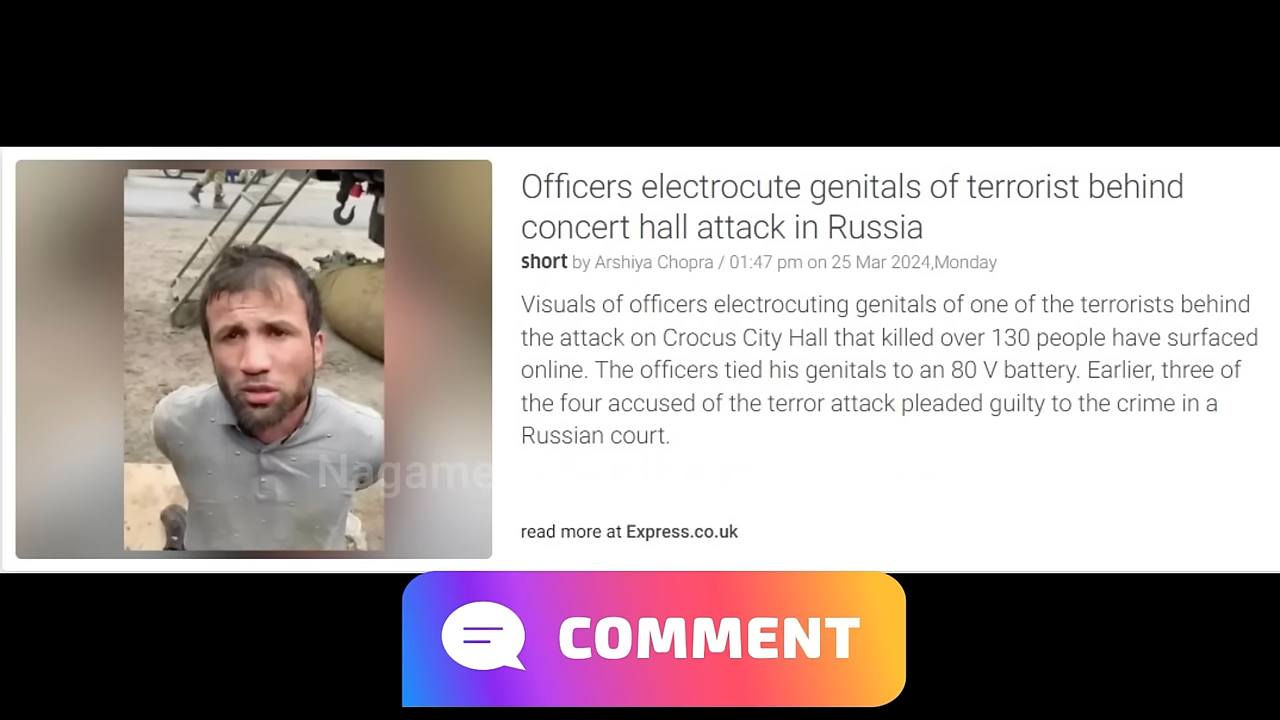 Officers electrocute genitals of terrorist behind
concert hall attack in Russia
short by Arshiya Chopra / 01:47 pm on 25 Mar 2024,Monday
Visuals of officers electrocuting genitals of one of the terrorists behind
the attack on Crocus City Hall that killed over 130 people have surfaced
online. The officers tied his genitals to an 80 V battery. Earlier, three of
the four accused of the terror attack pleaded guilty to the crime in a
Russian court.
read more at Express.co.uk
COMMENT